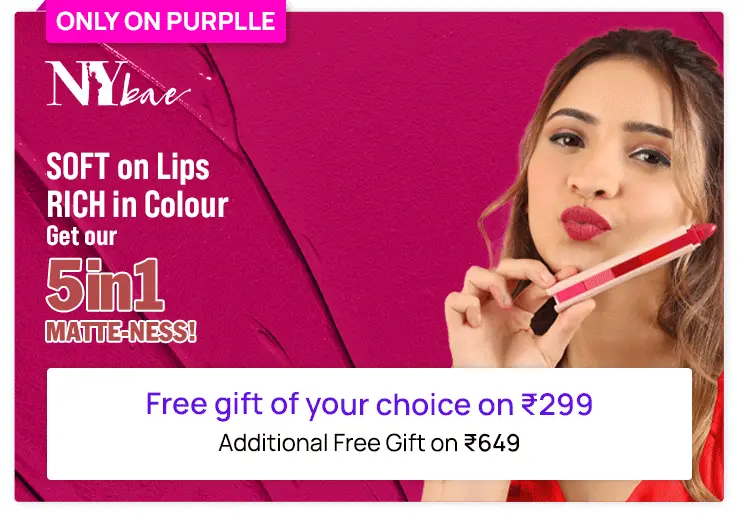 ONLY ON PURPLLE
NYbae
SOFT on Lips
RICH in Colour
Get our
5in1
MATTE-NESS!
Free gift of your choice on ₹299
Additional Free Gift on ₹649